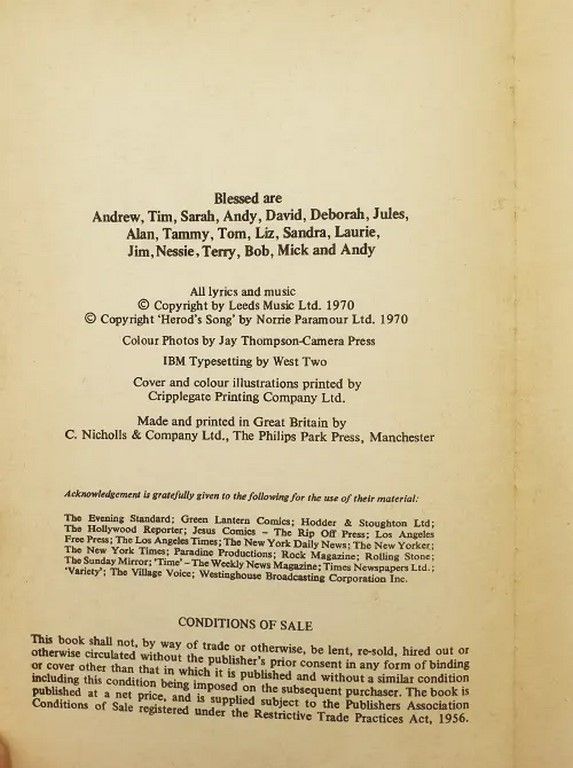 Blessed are
Andrew, Tim, Sarah, Andy, David, Deborah, Jules,
Alan, Tammy, Tom, Liz, Sandra, Laurie,
Jim, Nessie, Terry, Bob, Mick and Andy
All lyrics and music
© Copyright by Leeds Music Ltd. 1970
© Copyright 'Herod's Song' by Norrie Paramour Ltd. 1970
Colour Photos by Jay Thompson-Camera Press
IBM Typesetting by West Two
Cover and colour illustrations printed by
Cripplegate Printing Company Ltd.
Made and printed in Great Britain by
C. Nicholls & Company Ltd., The Philips Park Press, Manchester
Acknowledgement is gratefully given to the following for the use of their material:
The Evening Standard; Green Lantern Comics; Hodder & Stoughton Ltd;
The Hollywood Reporter; Jesus Comics – The Rip Off Press; Los Angeles
Free Press; The Los Angeles Times; The New York Daily News; The New Yorker;
The New York Times; Paradine Productions; Rock Magazine; Rolling Stone;
The Sunday Mirror; 'Time' – The Weekly News Magazine; Times Newspapers Ltd.;
'Variety'; The Village Voice; Westinghouse Broadcasting Corporation Inc.
CONDITIONS OF SALE
This book shall not, by way of trade or otherwise, be lent, re-sold, hired out or
otherwise circulated without the publisher's prior consent in any form of binding
or cover other than that in which it is published and without a similar condition
including this condition being imposed on the subsequent purchaser. The book is
published at a net price, and is supplied subject to the Publishers Association
Conditions of Sale registered under the Restrictive Trade Practices Act, 1956.